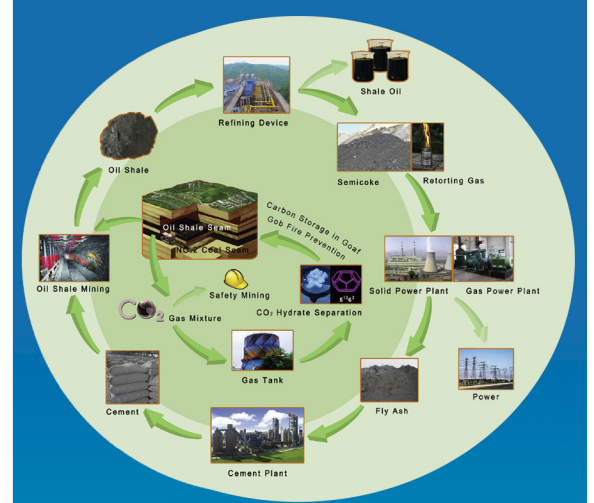 Shale Oil
Refining Device
Oil Shale
Semicoke
Retorting Gas
Carbon Storage in Goaf
Gob Fire Prevention
Oil Shale Seam
NO.2 Coal Seam
Oil Shale Mining
Safety Mining
Solid Power Plant
Gas Power Plant
CO₂
Gas Mixture
5¹²6²
CO₂ Hydrate Separation
Gas Tank
Power
Cement
Fly Ash
Cement Plant